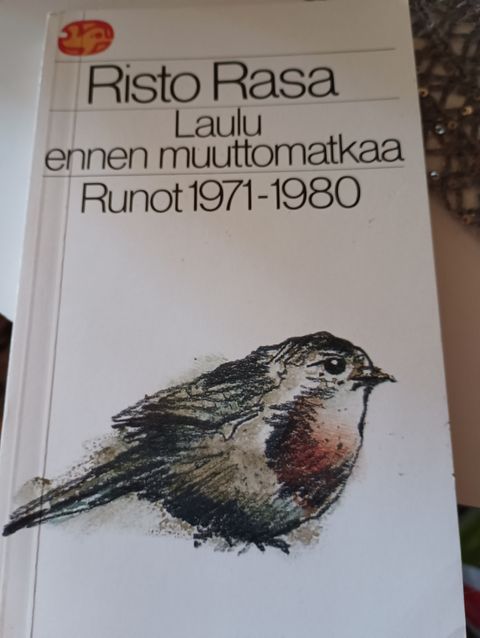 Risto Rasa
Laulu
ennen muuttomatkaa
Runot 1971-1980